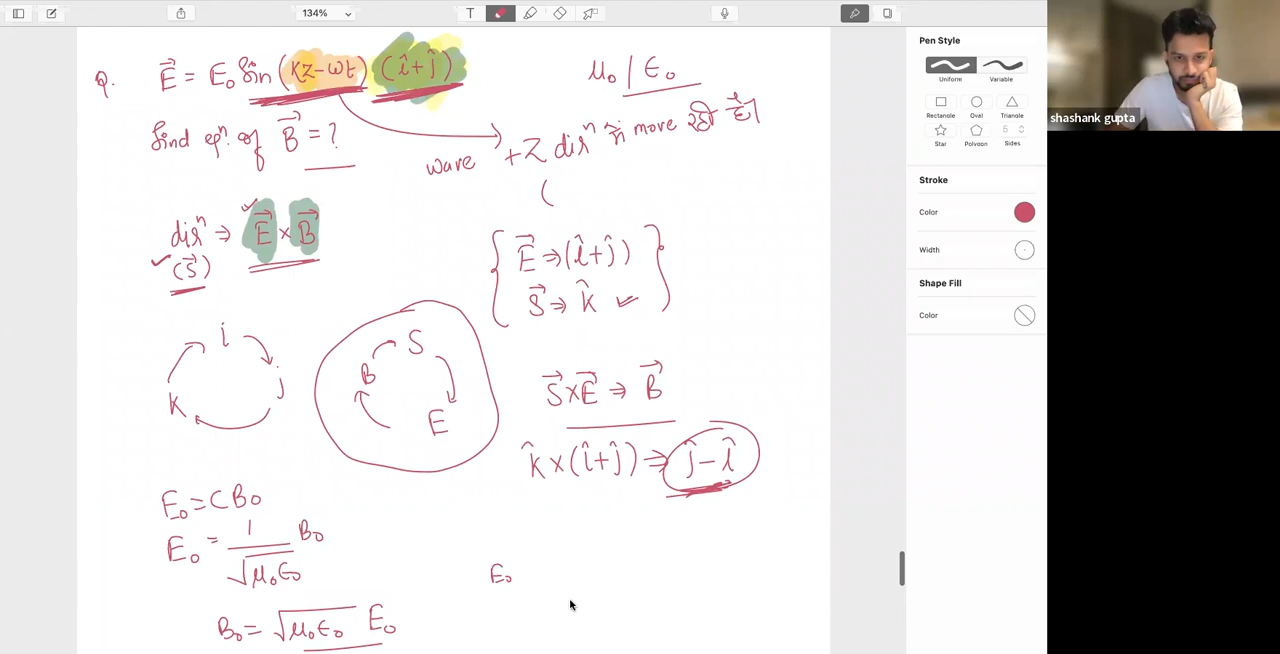 134%
T
Q. E⃗ = E₀ Sin (kz-ωt) (î+ĵ)
μ₀ / ε₀
find eqⁿ. of B⃗ = ?
wave +Z dirⁿ में move
dirⁿ ⇒ E⃗ × B⃗
(S⃗)
E⃗ ⇒ (î+ĵ)
S⃗ ⇒ k̂
i
j
k
S
B
E
S⃗×E⃗ ⇒ B⃗
k̂×(î+ĵ) ⇒ ĵ-î
E₀ = CB₀
E₀ = 1/√μ₀ε₀ B₀
E₀
B₀ = √μ₀ε₀ E₀
Pen Style
Uniform
Variable
Rectangle
Oval
Triangle
Star
Polygon
5
Sides
Stroke
Color
Width
Shape Fill
Color
shashank gupta